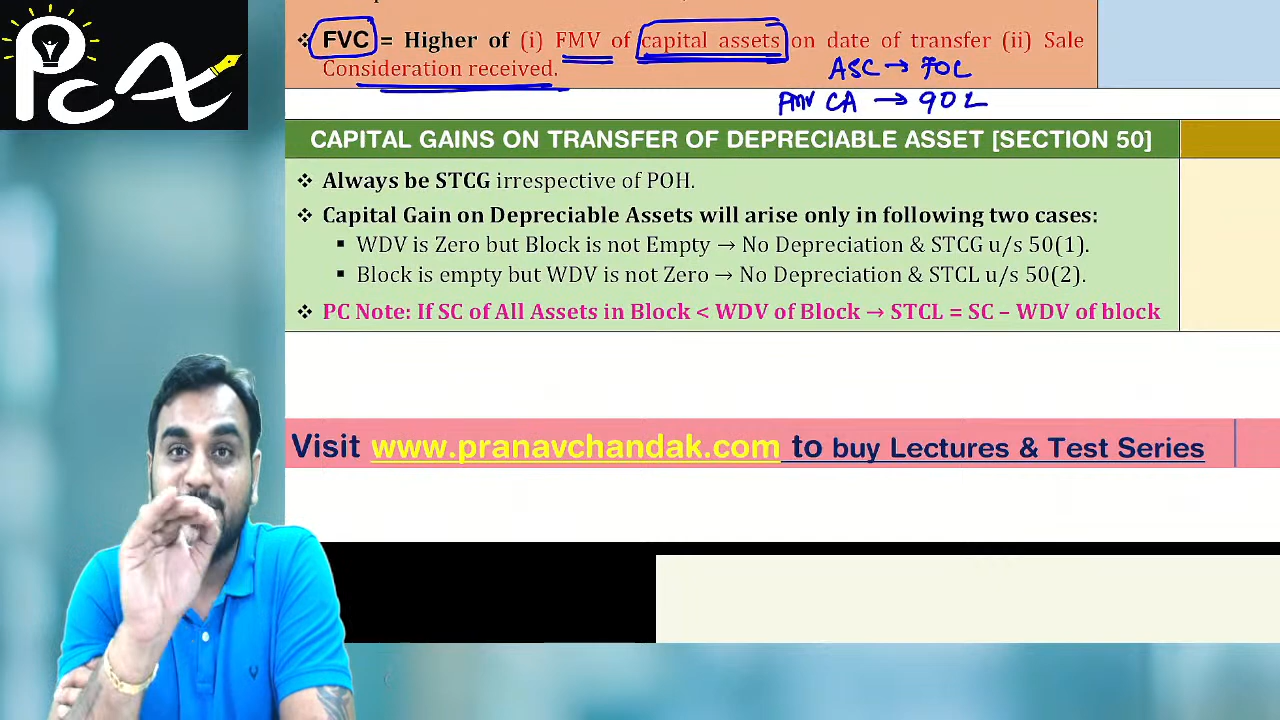 PCA
❖ FVC = Higher of (i) FMV of capital assets on date of transfer (ii) Sale
Consideration received.
ASC → 70L
FMV CA → 90L
CAPITAL GAINS ON TRANSFER OF DEPRECIABLE ASSET [SECTION 50]
❖ Always be STCG irrespective of POH.
❖ Capital Gain on Depreciable Assets will arise only in following two cases:
▪ WDV is Zero but Block is not Empty → No Depreciation & STCG u/s 50(1).
▪ Block is empty but WDV is not Zero → No Depreciation & STCL u/s 50(2).
❖ PC Note: If SC of All Assets in Block < WDV of Block → STCL = SC – WDV of block
Visit www.pranavchandak.com to buy Lectures & Test Series